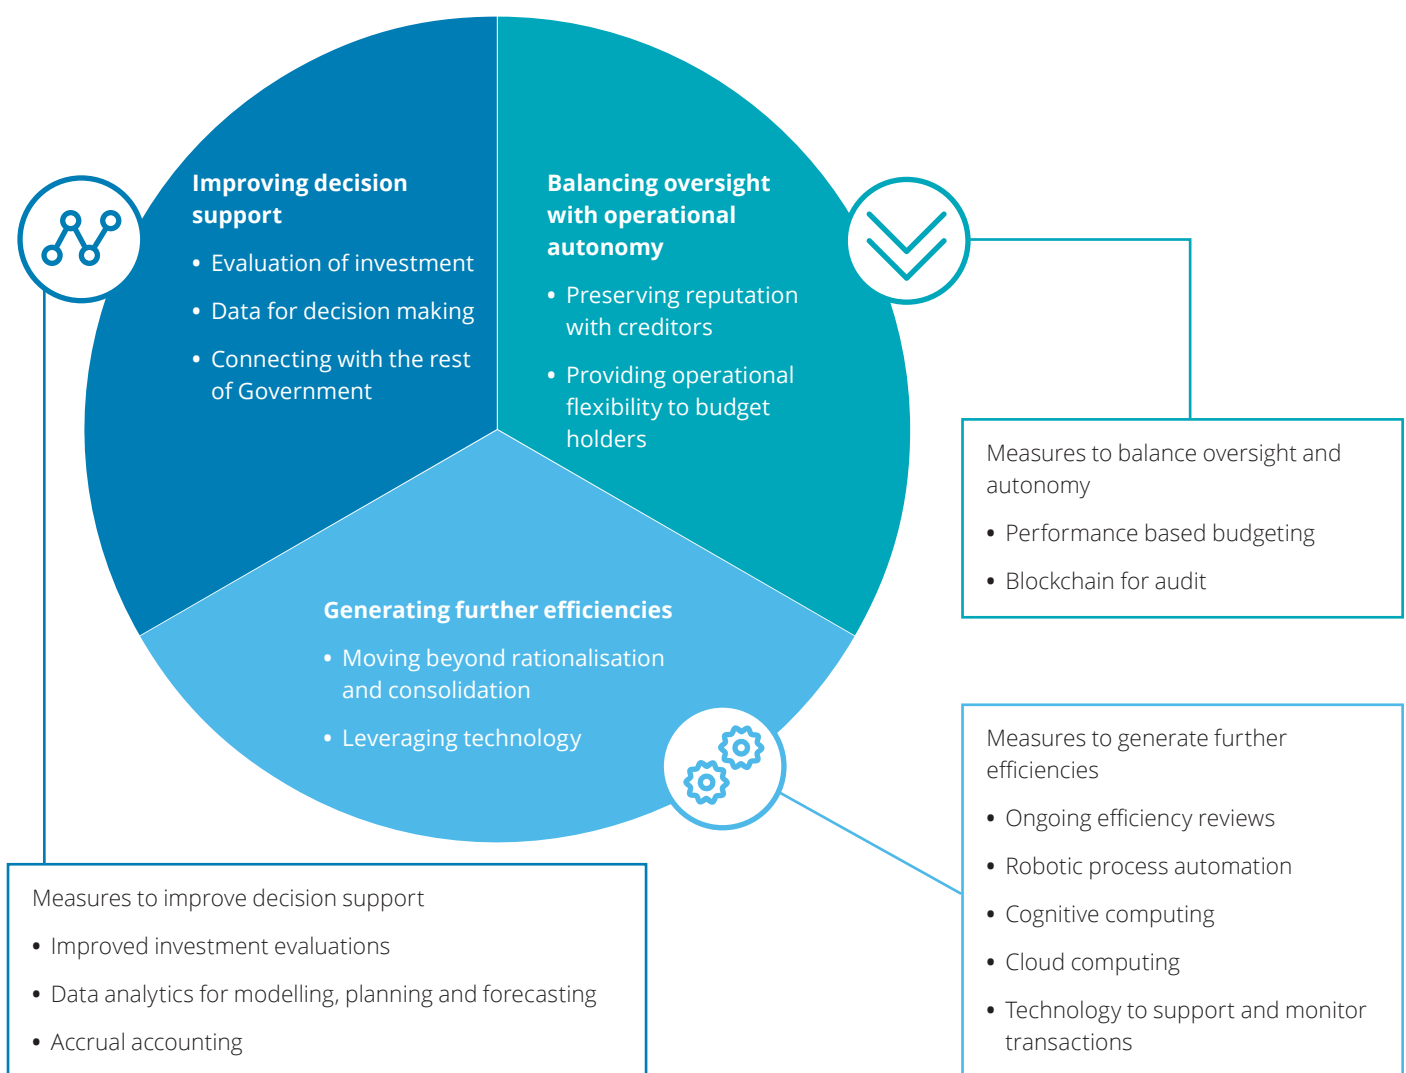 Improving decision
support
• Evaluation of investment
• Data for decision making
• Connecting with the rest
of Government
Balancing oversight
with operational
autonomy
• Preserving reputation
with creditors
• Providing operational
flexibility to budget
holders
Generating further efficiencies
• Moving beyond rationalisation
and consolidation
• Leveraging technology
Measures to balance oversight and
autonomy
• Performance based budgeting
• Blockchain for audit
Measures to generate further
efficiencies
• Ongoing efficiency reviews
• Robotic process automation
• Cognitive computing
• Cloud computing
• Technology to support and monitor
transactions
Measures to improve decision support
• Improved investment evaluations
• Data analytics for modelling, planning and forecasting
• Accrual accounting